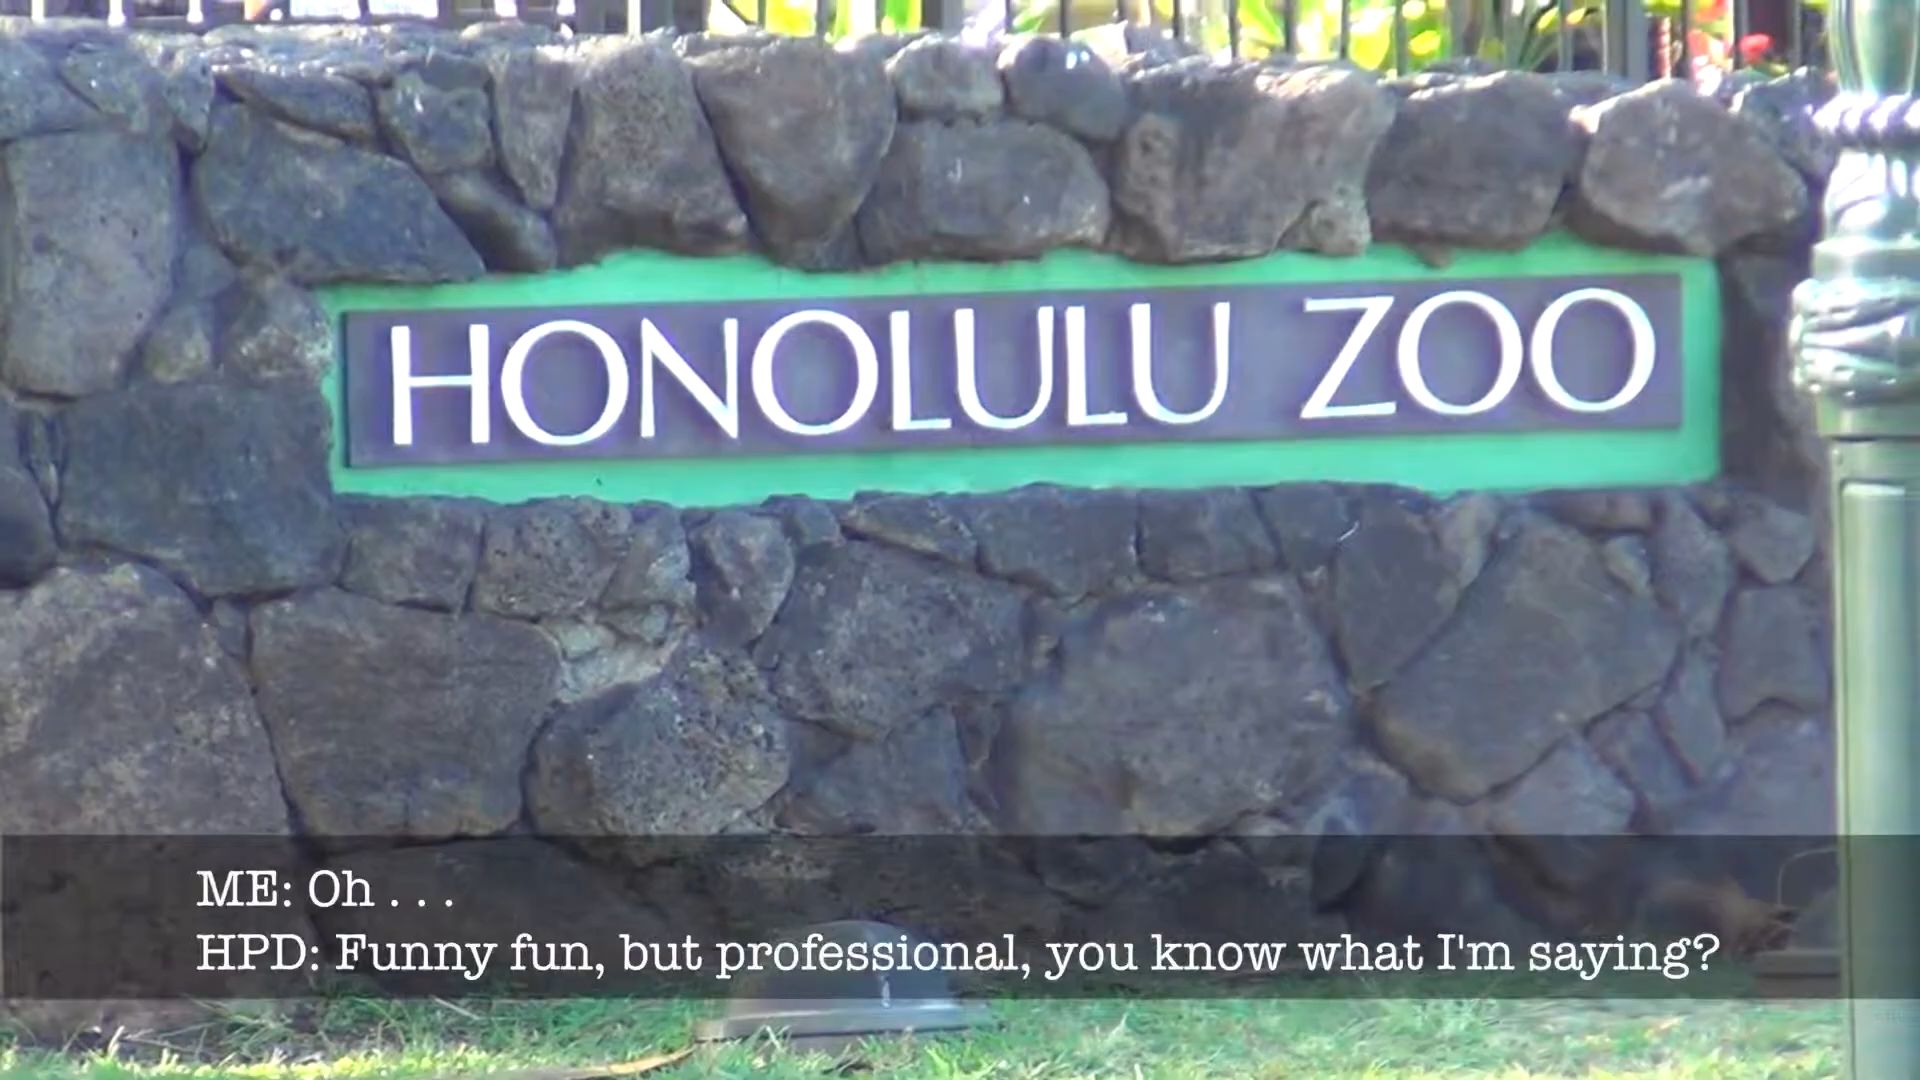 HONOLULU ZOO
ME: Oh . . .
HPD: Funny fun, but professional, you know what I'm saying?